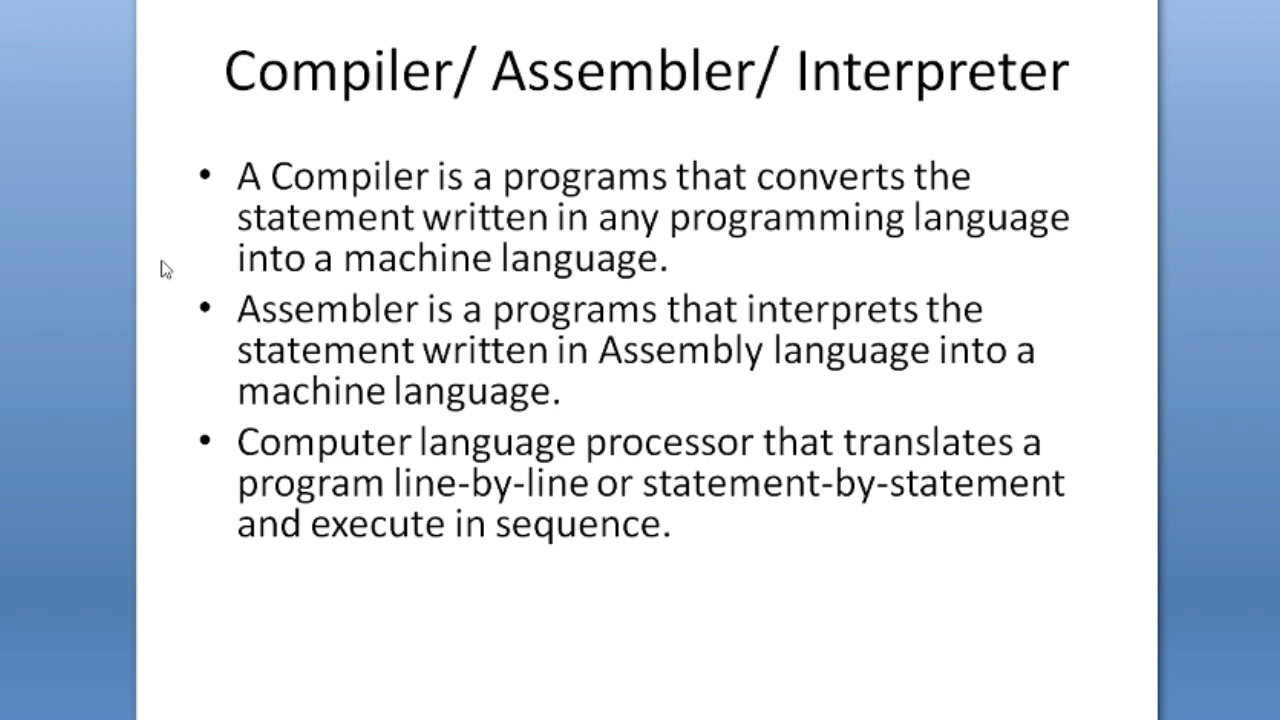 Compiler/ Assembler/ Interpreter
• A Compiler is a programs that converts the
statement written in any programming language
into a machine language.
• Assembler is a programs that interprets the
statement written in Assembly language into a
machine language.
• Computer language processor that translates a
program line-by-line or statement-by-statement
and execute in sequence.